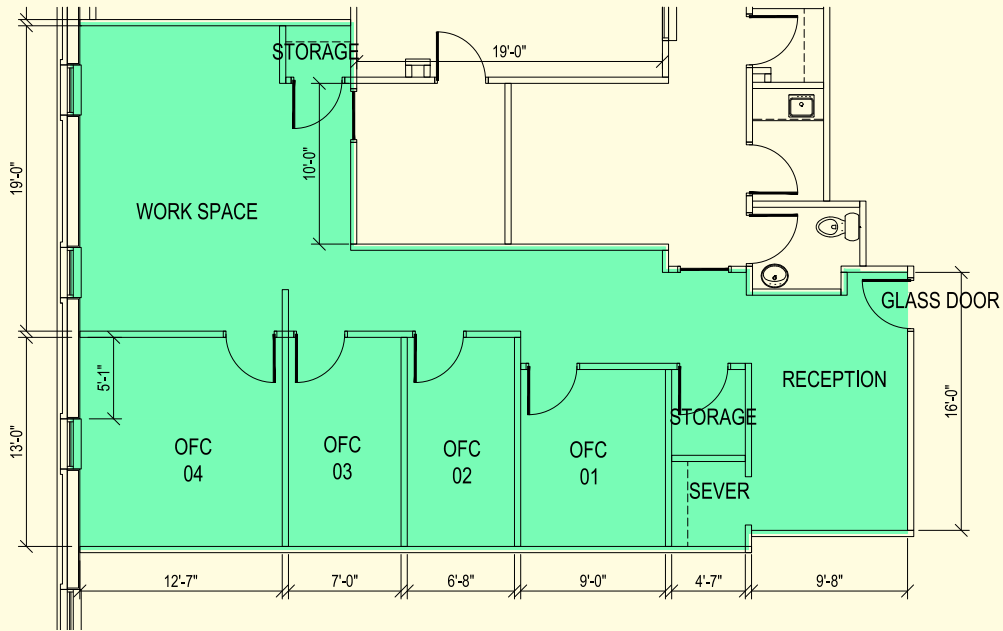 STORAGE
19'-0"
19'-0"
10'-0"
WORK SPACE
GLASS DOOR
5'-1"
RECEPTION
16'-0"
STORAGE
13'-0"
OFC
04
OFC
03
OFC
02
OFC
01
SEVER
12'-7"
7'-0"
6'-8"
9'-0"
4'-7"
9'-8"